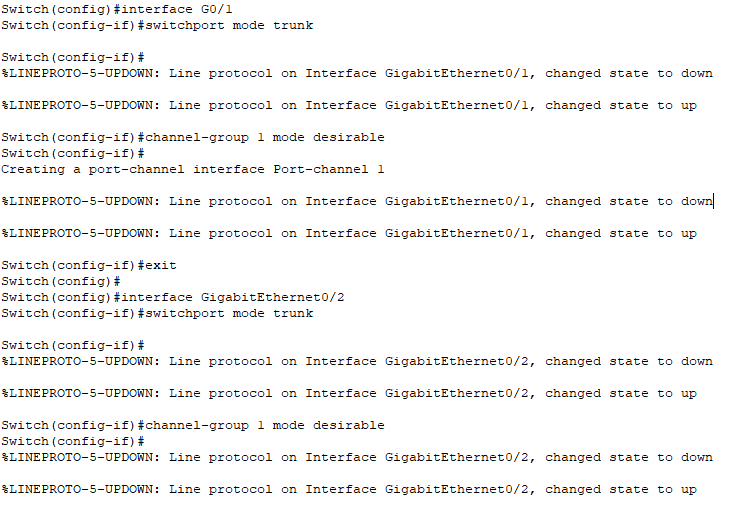 Switch(config)#interface G0/1
Switch(config-if)#switchport mode trunk
Switch(config-if)#
%LINEPROTO-5-UPDOWN: Line protocol on Interface GigabitEthernet0/1, changed state to down
%LINEPROTO-5-UPDOWN: Line protocol on Interface GigabitEthernet0/1, changed state to up
Switch(config-if)#channel-group 1 mode desirable
Switch(config-if)#
Creating a port-channel interface Port-channel 1
%LINEPROTO-5-UPDOWN: Line protocol on Interface GigabitEthernet0/1, changed state to down
%LINEPROTO-5-UPDOWN: Line protocol on Interface GigabitEthernet0/1, changed state to up
Switch(config-if)#exit
Switch(config)#
Switch(config)#interface GigabitEthernet0/2
Switch(config-if)#switchport mode trunk
Switch(config-if)#
%LINEPROTO-5-UPDOWN: Line protocol on Interface GigabitEthernet0/2, changed state to down
%LINEPROTO-5-UPDOWN: Line protocol on Interface GigabitEthernet0/2, changed state to up
Switch(config-if)#channel-group 1 mode desirable
Switch(config-if)#
%LINEPROTO-5-UPDOWN: Line protocol on Interface GigabitEthernet0/2, changed state to down
%LINEPROTO-5-UPDOWN: Line protocol on Interface GigabitEthernet0/2, changed state to up